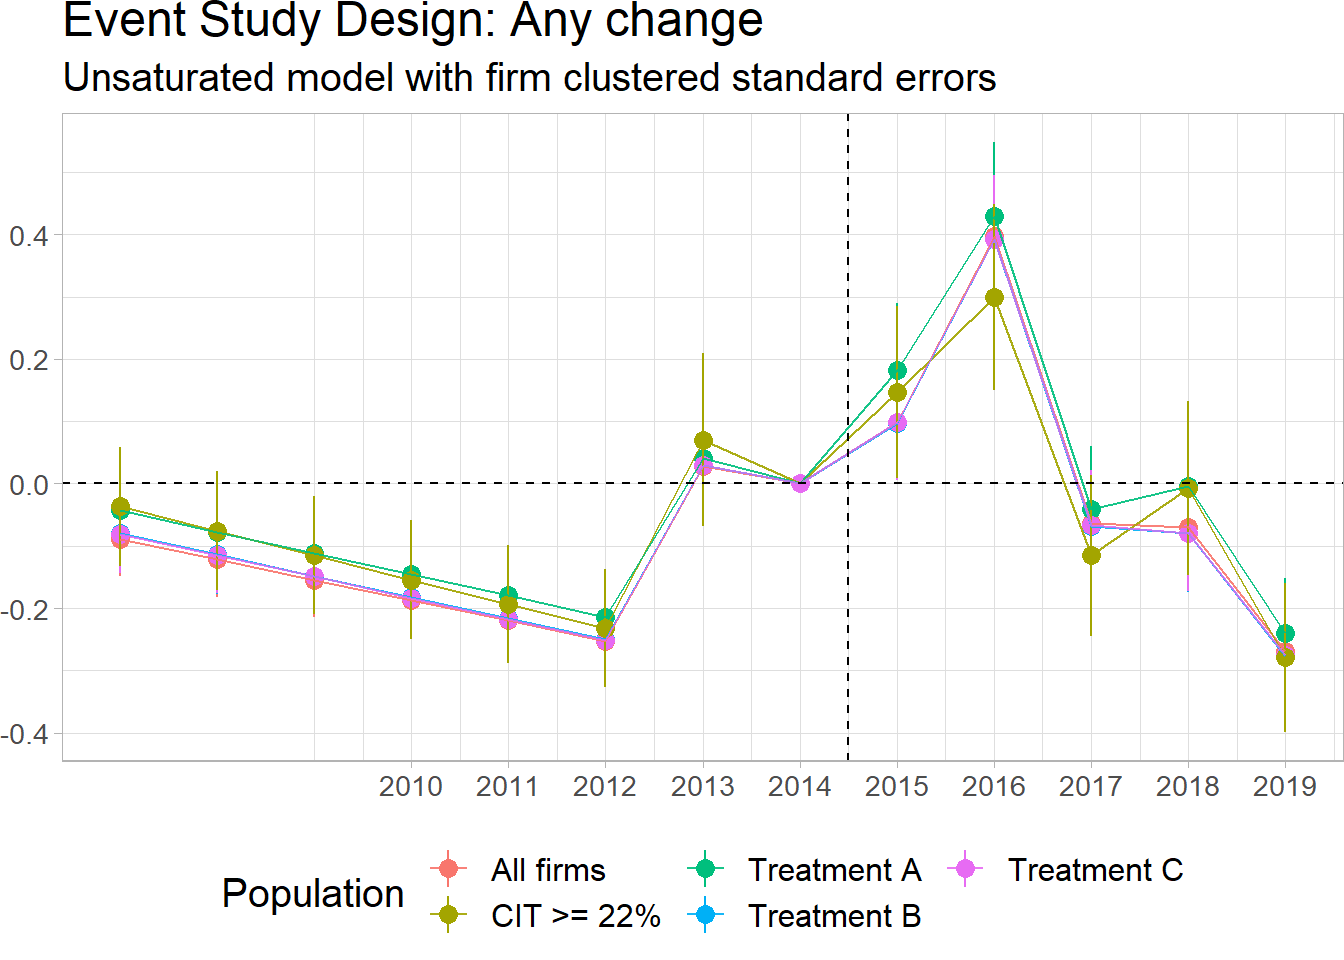 Event Study Design: Any change
Unsaturated model with firm clustered standard errors
0.4
0.2
0.0
-0.2
-0.4
2010 2011 2012 2013 2014 2015 2016 2017 2018 2019
Population
All firms Treatment A Treatment C
CIT >= 22% Treatment B